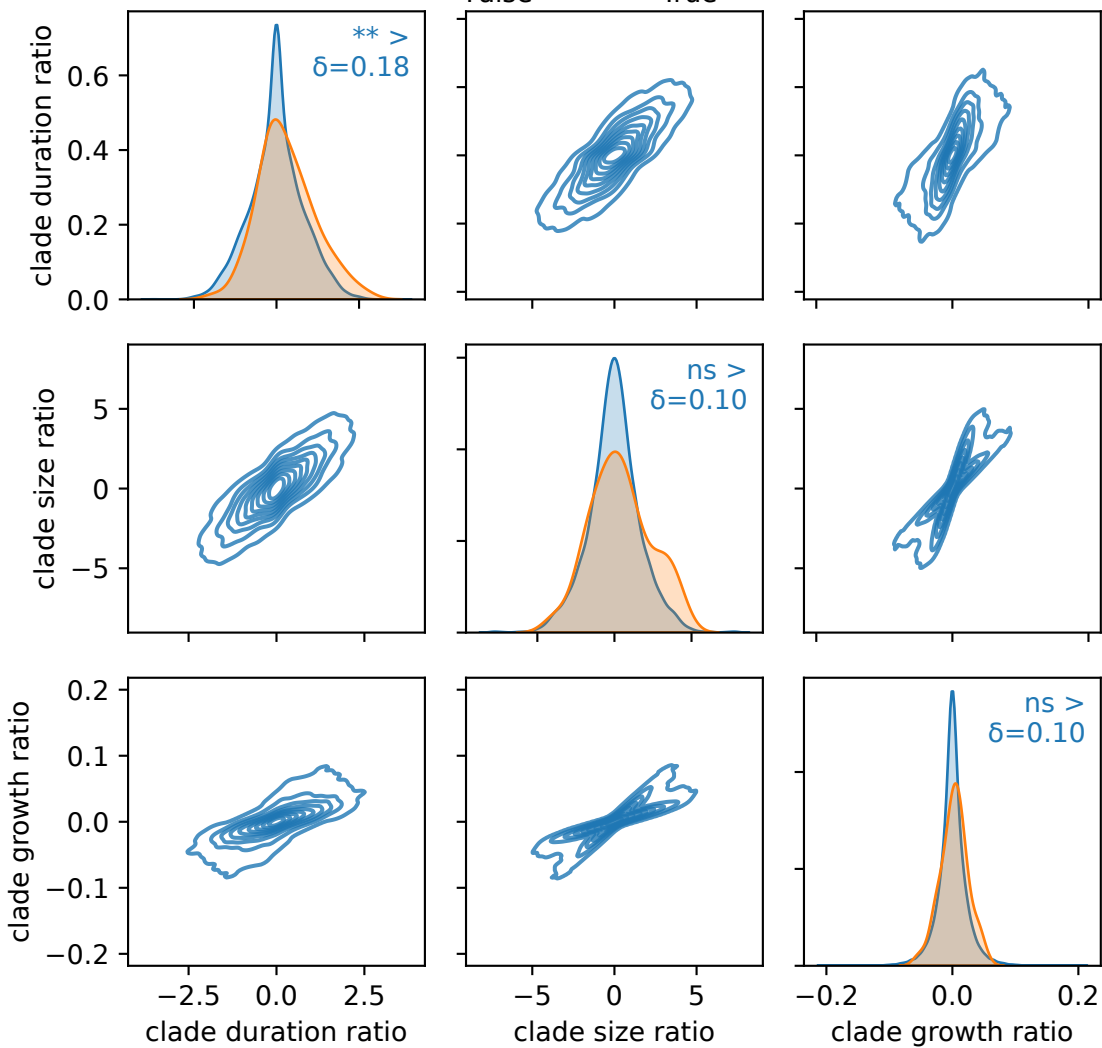 ** >
δ=0.18
clade duration ratio
0.6
0.4
0.2
0.0
ns >
δ=0.10
clade size ratio
5
0
−5
ns >
δ=0.10
clade growth ratio
0.2
0.1
0.0
−0.1
−0.2
−2.5 0.0 2.5
−5 0 5
−0.2 0.0 0.2
clade duration ratio
clade size ratio
clade growth ratio